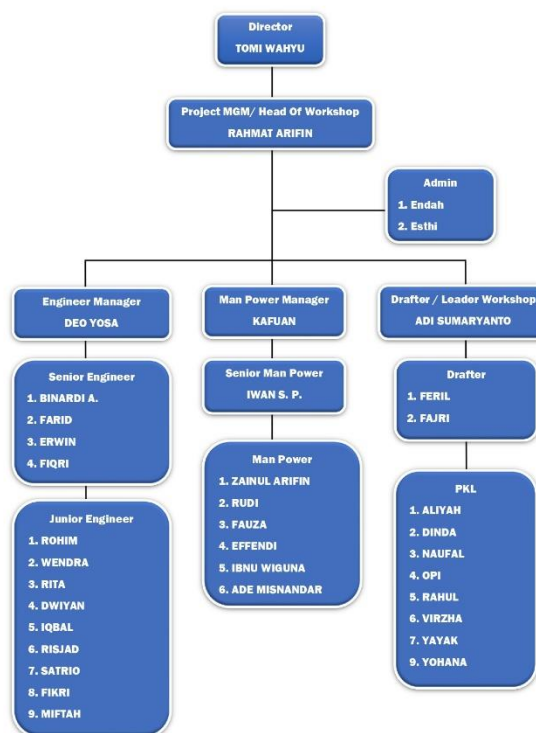 Director
TOMI WAHYU
Project MGM/ Head Of Workshop
RAHMAT ARIFIN
Admin
1. Endah
2. Esthi
Engineer Manager
DEO YOSA
Man Power Manager
KAFUAN
Drafter / Leader Workshop
ADI SUMARYANTO
Senior Engineer
1. BINARDI A.
2. FARID
3. ERWIN
4. FIQRI
Senior Man Power
IWAN S. P.
Drafter
1. FERIL
2. FAJRI
Junior Engineer
1. ROHIM
2. WENDRA
3. RITA
4. DWIYAN
5. IQBAL
6. RISJAD
7. SATRIO
8. FIKRI
9. MIFTAH
Man Power
1. ZAINUL ARIFIN
2. RUDI
3. FAUZA
4. EFFENDI
5. IBNU WIGUNA
6. ADE MISNANDAR
PKL
1. ALIYAH
2. DINDA
3. NAUFAL
4. OPI
5. RAHUL
6. VIRZHA
7. YAYAK
9. YOHANA